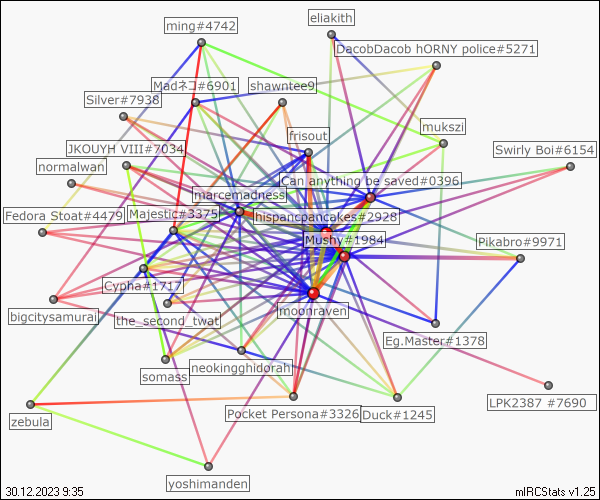 ming#4742
eliakith
DacobDacob hORNY police#5271
Madネコ#6901
shawntee9
Silver#7938
mukszi
frisout
JKOUYH VIII#7034
Swirly Boi#6154
normalwan
Can anything be saved#0396
marcemadness
Fedora Stoat#4479
Majestic#3375
hispancpancakes#2928
Mushy#1984
Pikabro#9971
Cypha#1717
bigcitysamurai
the_second_twat
moonraven
Eg.Master#1378
neokingghidorah
somass
LPK2387 #7690
Pocket Persona#3326
Duck#1245
zebula
yoshimanden
30.12.2023 9:35
mIRCStats v1.25